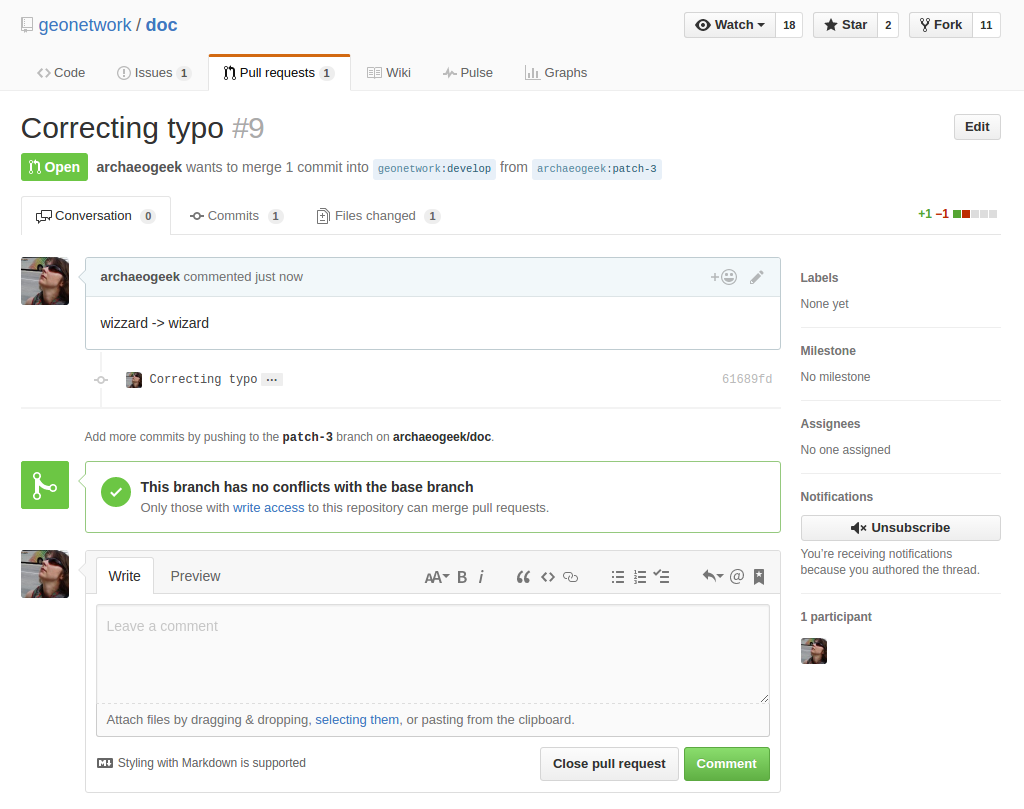 geonetwork / doc
Watch 18 Star 2 Fork 11
Code Issues 1 Pull requests 1 Wiki Pulse Graphs
Correcting typo #9
Edit
Open archaeogeek wants to merge 1 commit into geonetwork:develop from archaeogeek:patch-3
Conversation 0 Commits 1 Files changed 1 +1 −1
archaeogeek commented just now
wizzard -> wizard
Correcting typo … 61689fd
Add more commits by pushing to the patch-3 branch on archaeogeek/doc.
This branch has no conflicts with the base branch
Only those with write access to this repository can merge pull requests.
Write Preview AA B i
Leave a comment
Attach files by dragging & dropping, selecting them, or pasting from the clipboard.
Styling with Markdown is supported
Close pull request Comment
Labels
None yet
Milestone
No milestone
Assignees
No one assigned
Notifications
Unsubscribe
You’re receiving notifications
because you authored the thread.
1 participant